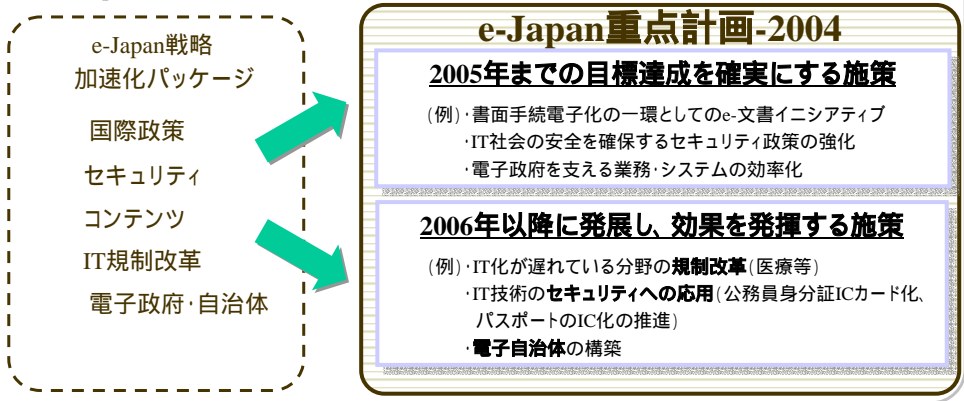 e-Japan戦略
加速化パッケージ
国際政策
セキュリティ
コンテンツ
IT規制改革
電子政府・自治体
e-Japan重点計画-2004
2005年までの目標達成を確実にする施策
(例)・書面手続電子化の一環としてのe-文書イニシアティブ
・IT社会の安全を確保するセキュリティ政策の強化
・電子政府を支える業務・システムの効率化
2006年以降に発展し、効果を発揮する施策
(例)・IT化が遅れている分野の規制改革(医療等)
・IT技術のセキュリティへの応用(公務員身分証ICカード化、
パスポートのIC化の推進)
・電子自治体の構築